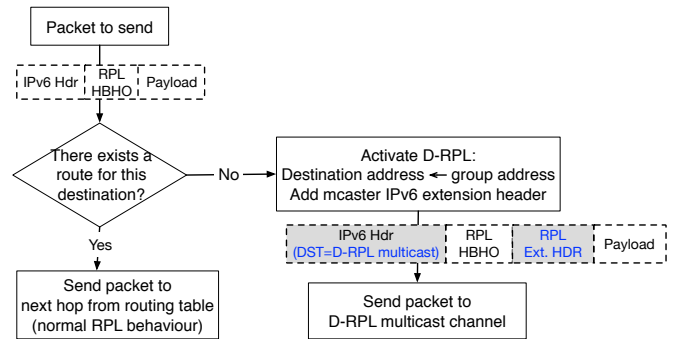 Packet to send
IPv6 Hdr
RPL
HBHO
Payload
There exists a
route for this
destination?
No
Activate D-RPL:
Destination address ← group address
Add mcaster IPv6 extension header
Yes
IPv6 Hdr
(DST=D-RPL multicast)
RPL
HBHO
RPL
Ext. HDR
Payload
Send packet to
next hop from routing table
(normal RPL behaviour)
Send packet to
D-RPL multicast channel